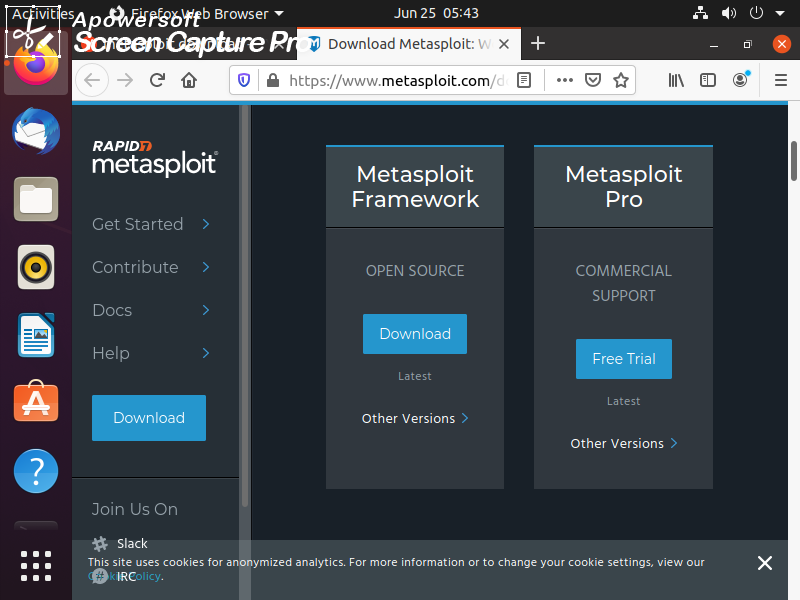 Activities
Firefox Web Browser
Jun 25 05:43
Apowersoft
Screen Capture Pro
Download Metasploit: W
https://www.metasploit.com/d
RAPID7
metasploit
Get Started
Contribute
Docs
Help
Download
Join Us On
Slack
IRC
Metasploit
Framework
OPEN SOURCE
Download
Latest
Other Versions
Metasploit
Pro
COMMERCIAL
SUPPORT
Free Trial
Latest
Other Versions
This site uses cookies for anonymized analytics. For more information or to change your cookie settings, view our
Cookie Policy.